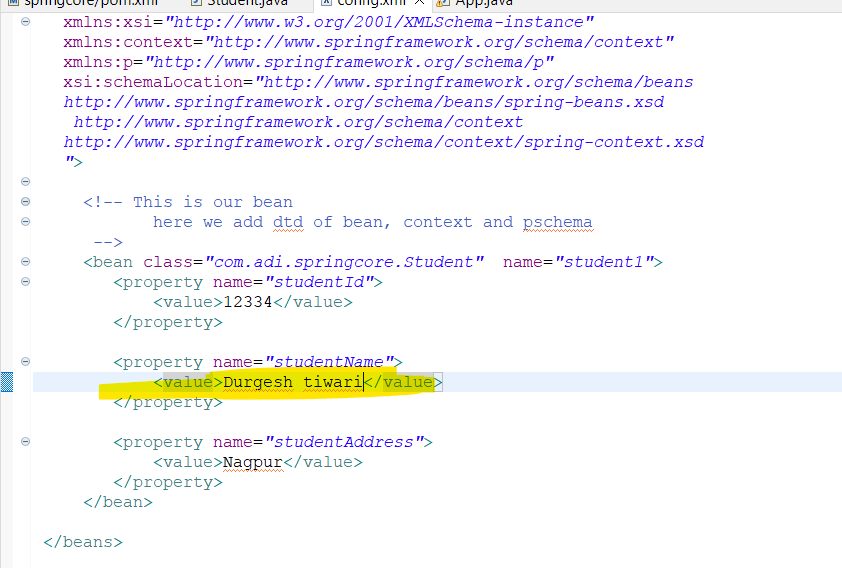 springcore/pom.xml Student.java config.xml App.java
xmlns:xsi="http://www.w3.org/2001/XMLSchema-instance"
xmlns:context="http://www.springframework.org/schema/context"
xmlns:p="http://www.springframework.org/schema/p"
xsi:schemaLocation="http://www.springframework.org/schema/beans
http://www.springframework.org/schema/beans/spring-beans.xsd
http://www.springframework.org/schema/context
http://www.springframework.org/schema/context/spring-context.xsd
">
<!-- This is our bean
here we add dtd of bean, context and pschema
-->
<bean class="com.adi.springcore.Student" name="student1">
<property name="studentId">
<value>12334</value>
</property>
<property name="studentName">
<value>Durgesh tiwari</value>
</property>
<property name="studentAddress">
<value>Nagpur</value>
</property>
</bean>
</beans>